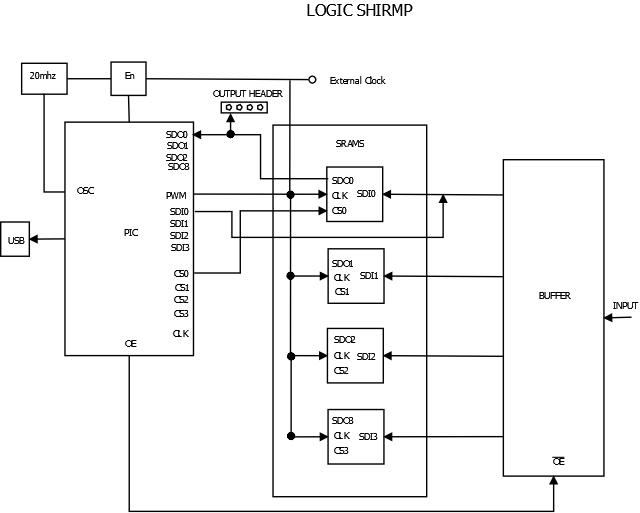 LOGIC SHIRMP
20mhz
En
External Clock
OUTPUT HEADER
SDO0
SDO1
SDO2
SDO3
OSC
PWM
SDI0
SDI1
SDI2
SDI3
PIC
CS0
CS1
CS2
CS3
CLK
OE
USB
SRAMS
SDO0
CLK SDI0
CS0
SDO1
CLK SDI1
CS1
SDO2
CLK SDI2
CS2
SDO3
CLK SDI3
CS3
BUFFER
INPUT
OE